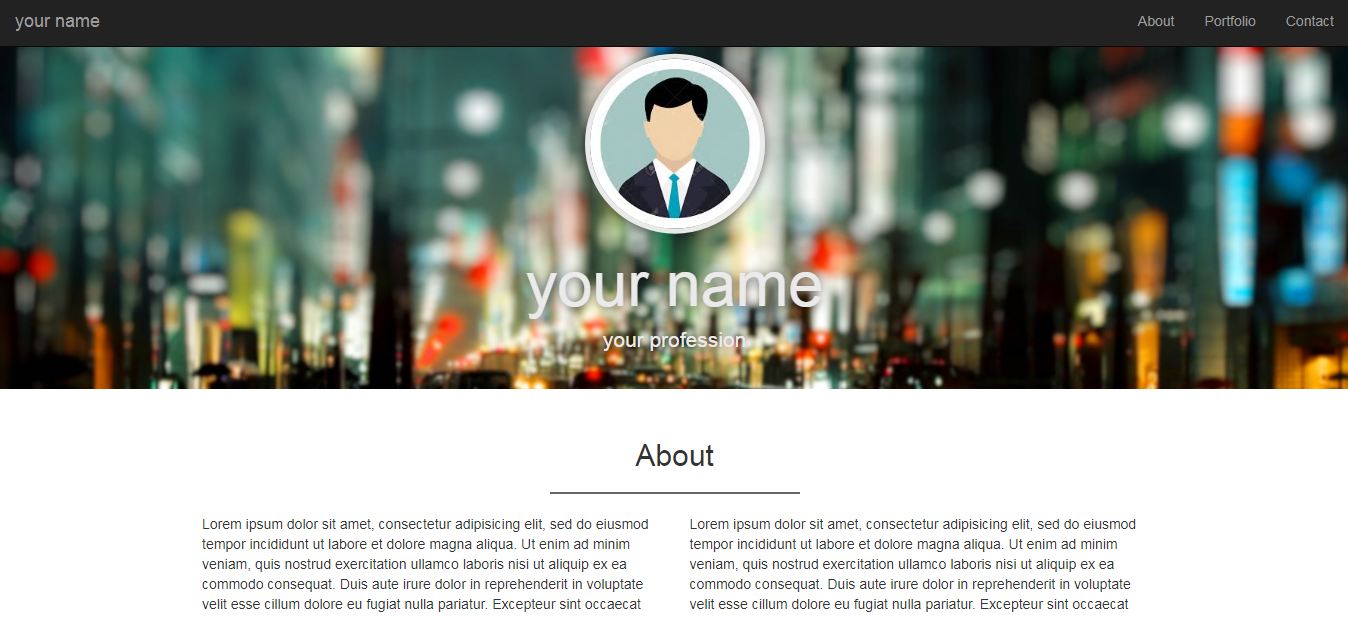 your name
About Portfolio Contact
your name
your profession
About
Lorem ipsum dolor sit amet, consectetur adipisicing elit, sed do eiusmod
tempor incididunt ut labore et dolore magna aliqua. Ut enim ad minim
veniam, quis nostrud exercitation ullamco laboris nisi ut aliquip ex ea
commodo consequat. Duis aute irure dolor in reprehenderit in voluptate
velit esse cillum dolore eu fugiat nulla pariatur. Excepteur sint occaecat
Lorem ipsum dolor sit amet, consectetur adipisicing elit, sed do eiusmod
tempor incididunt ut labore et dolore magna aliqua. Ut enim ad minim
veniam, quis nostrud exercitation ullamco laboris nisi ut aliquip ex ea
commodo consequat. Duis aute irure dolor in reprehenderit in voluptate
velit esse cillum dolore eu fugiat nulla pariatur. Excepteur sint occaecat